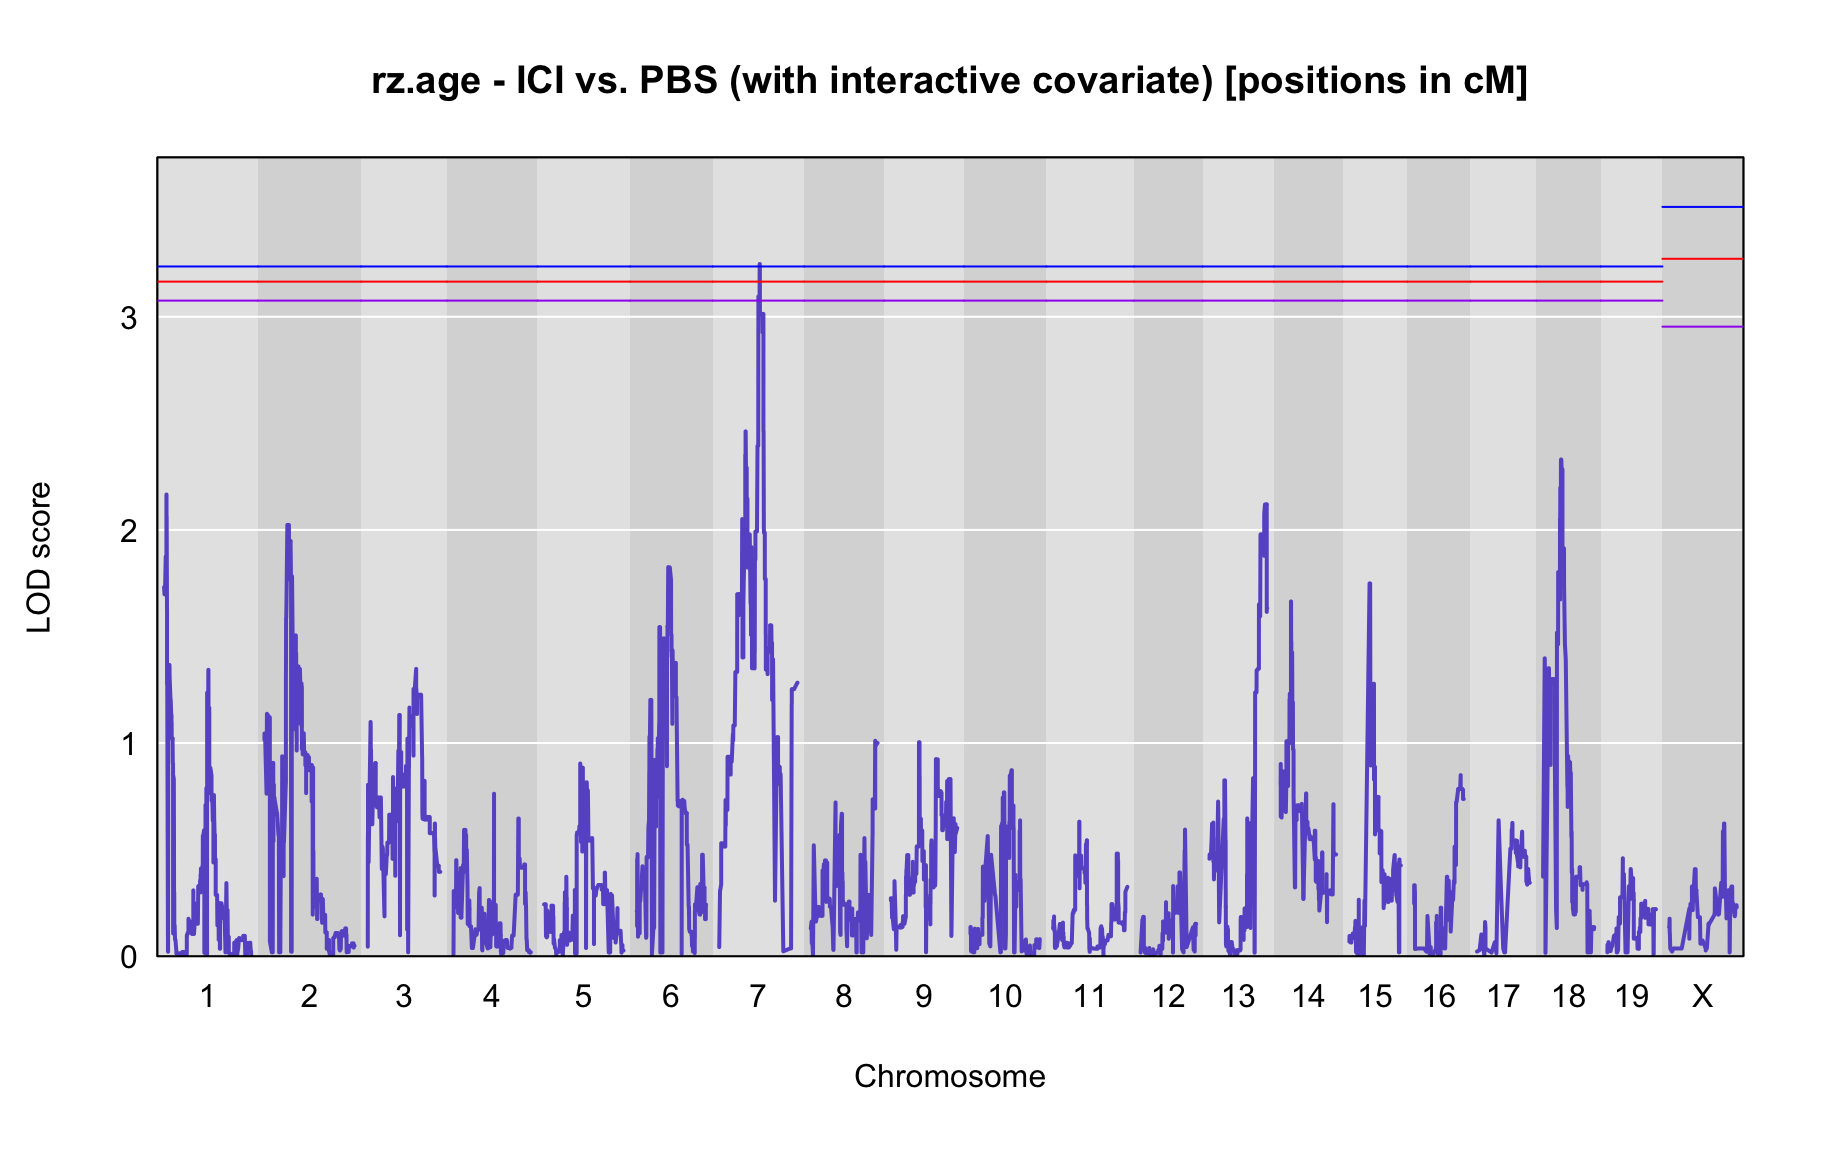 rz.age - ICI vs. PBS (with interactive covariate) [positions in cM]
LOD score
3
2
1
0
1 2 3 4 5 6 7 8 9 10 11 12 13 14 15 16 17 18 19 X
Chromosome